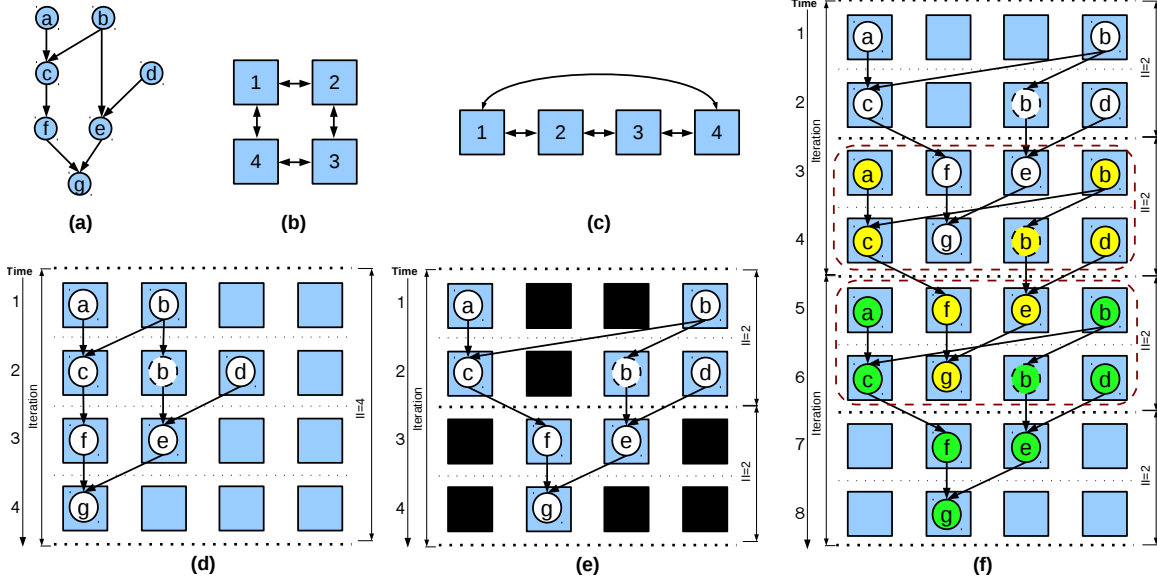 a b
c d
f e
g
(a)
1 2
4 3
(b)
1 2 3 4
(c)
Time
Iteration
1 a b
2 c b d
3 f e
4 g
II=4
(d)
Time
Iteration
1 a b
II=2
2 c b d
3 f e
II=2
4 g
(e)
Time
Iteration
1 a b
II=2
2 c b d
3 a f e b
II=2
4 c g b d
Iteration
5 a f e b
II=2
6 c g b d
7 f e
II=2
8 g
(f)